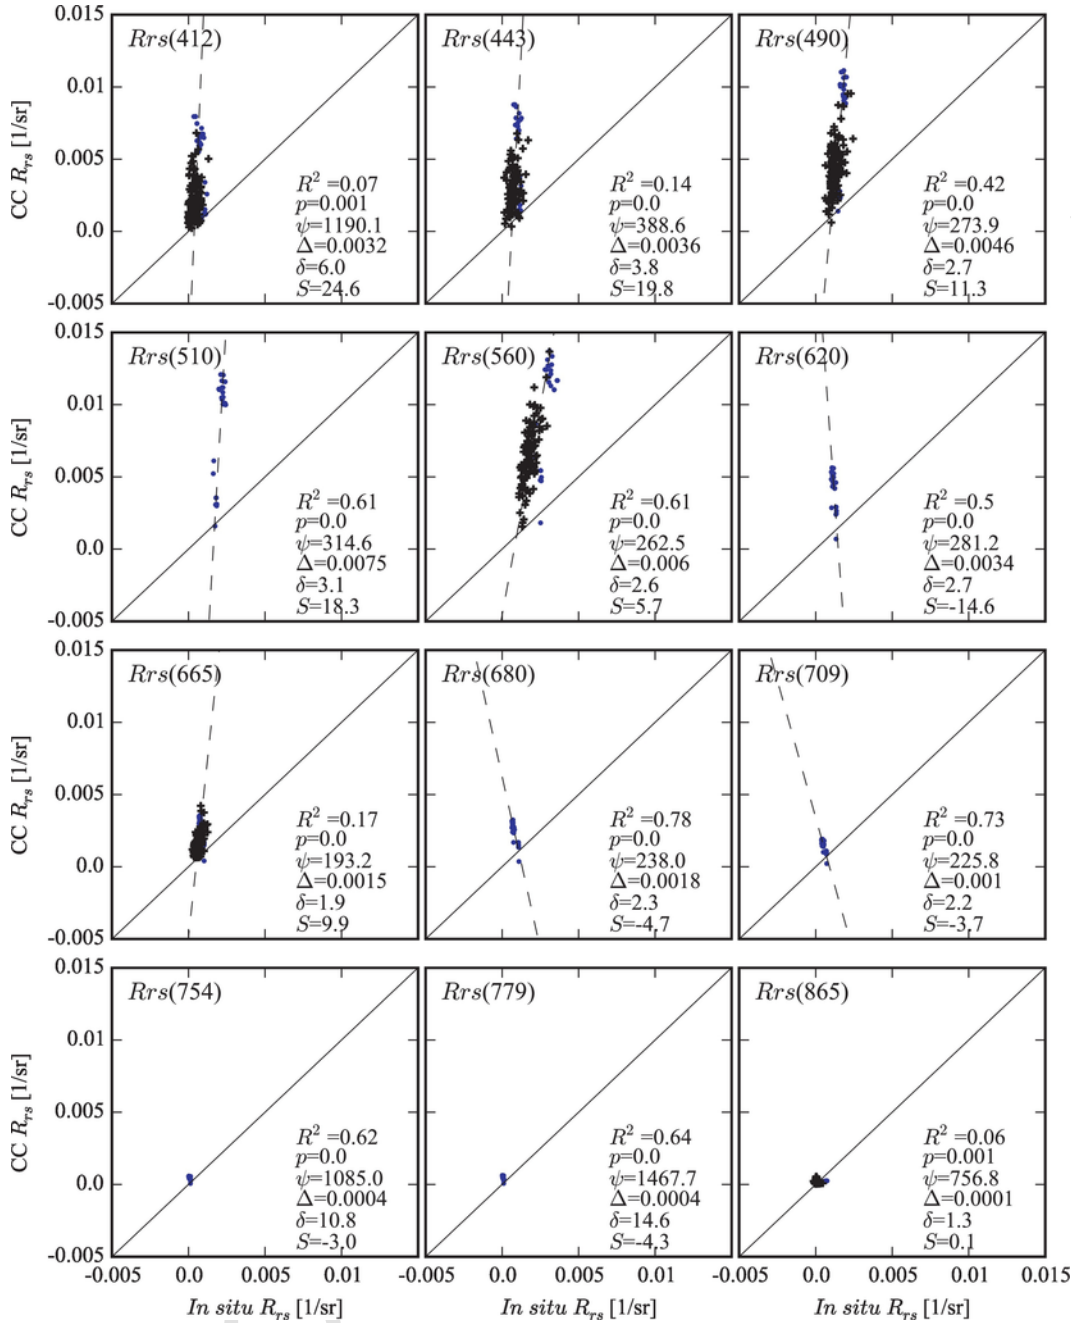 0.015
0.01
0.005
0.0
-0.005
CC R_rs [1/sr]
Rrs(412)
R² =0.07
p=0.001
ψ=1190.1
Δ=0.0032
δ=6.0
S=24.6
Rrs(443)
R² =0.14
p=0.0
ψ=388.6
Δ=0.0036
δ=3.8
S=19.8
Rrs(490)
R² =0.42
p=0.0
ψ=273.9
Δ=0.0046
δ=2.7
S=11.3
0.015
0.01
0.005
0.0
-0.005
CC R_rs [1/sr]
Rrs(510)
R² =0.61
p=0.0
ψ=314.6
Δ=0.0075
δ=3.1
S=18.3
Rrs(560)
R² =0.61
p=0.0
ψ=262.5
Δ=0.006
δ=2.6
S=5.7
Rrs(620)
R² =0.5
p=0.0
ψ=281.2
Δ=0.0034
δ=2.7
S=-14.6
0.015
0.01
0.005
0.0
-0.005
CC R_rs [1/sr]
Rrs(665)
R² =0.17
p=0.0
ψ=193.2
Δ=0.0015
δ=1.9
S=9.9
Rrs(680)
R² =0.78
p=0.0
ψ=238.0
Δ=0.0018
δ=2.3
S=-4.7
Rrs(709)
R² =0.73
p=0.0
ψ=225.8
Δ=0.001
δ=2.2
S=-3.7
0.015
0.01
0.005
0.0
-0.005
CC R_rs [1/sr]
Rrs(754)
R² =0.62
p=0.0
ψ=1085.0
Δ=0.0004
δ=10.8
S=-3.0
Rrs(779)
R² =0.64
p=0.0
ψ=1467.7
Δ=0.0004
δ=14.6
S=-4.3
Rrs(865)
R² =0.06
p=0.001
ψ=756.8
Δ=0.0001
δ=1.3
S=0.1
-0.005 0.0 0.005 0.01 -0.005 0.0 0.005 0.01 -0.005 0.0 0.005 0.01 0.015
In situ R_rs [1/sr] In situ R_rs [1/sr] In situ R_rs [1/sr]